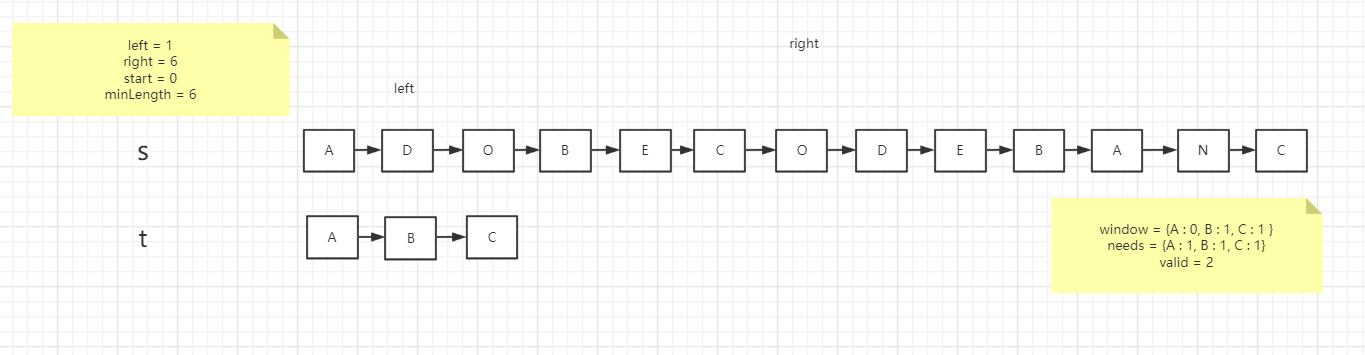 left = 1
right = 6
start = 0
minLength = 6
right
left
s
A D O B E C O D E B A N C
t
A B C
window = {A : 0, B : 1, C : 1 }
needs = {A : 1, B : 1, C : 1}
valid = 2